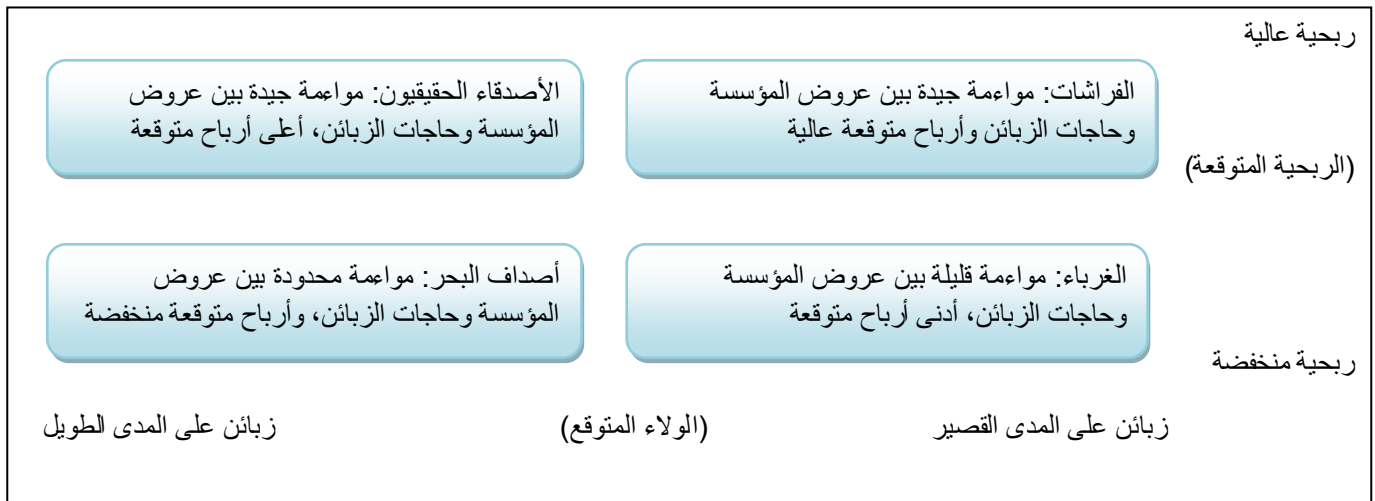 ربحية عالية
الفراشات: مواءمة جيدة بين عروض المؤسسة
وحاجات الزبائن وأرباح متوقعة عالية
الأصدقاء الحقيقيون: مواءمة جيدة بين عروض
المؤسسة وحاجات الزبائن، أعلى أرباح متوقعة
(الربحية المتوقعة)
الغرباء: مواءمة قليلة بين عروض المؤسسة
وحاجات الزبائن، أدنى أرباح متوقعة
أصداف البحر: مواءمة محدودة بين عروض
المؤسسة وحاجات الزبائن، وأرباح متوقعة منخفضة
ربحية منخفضة
زبائن على المدى القصير
(الولاء المتوقع)
زبائن على المدى الطويل